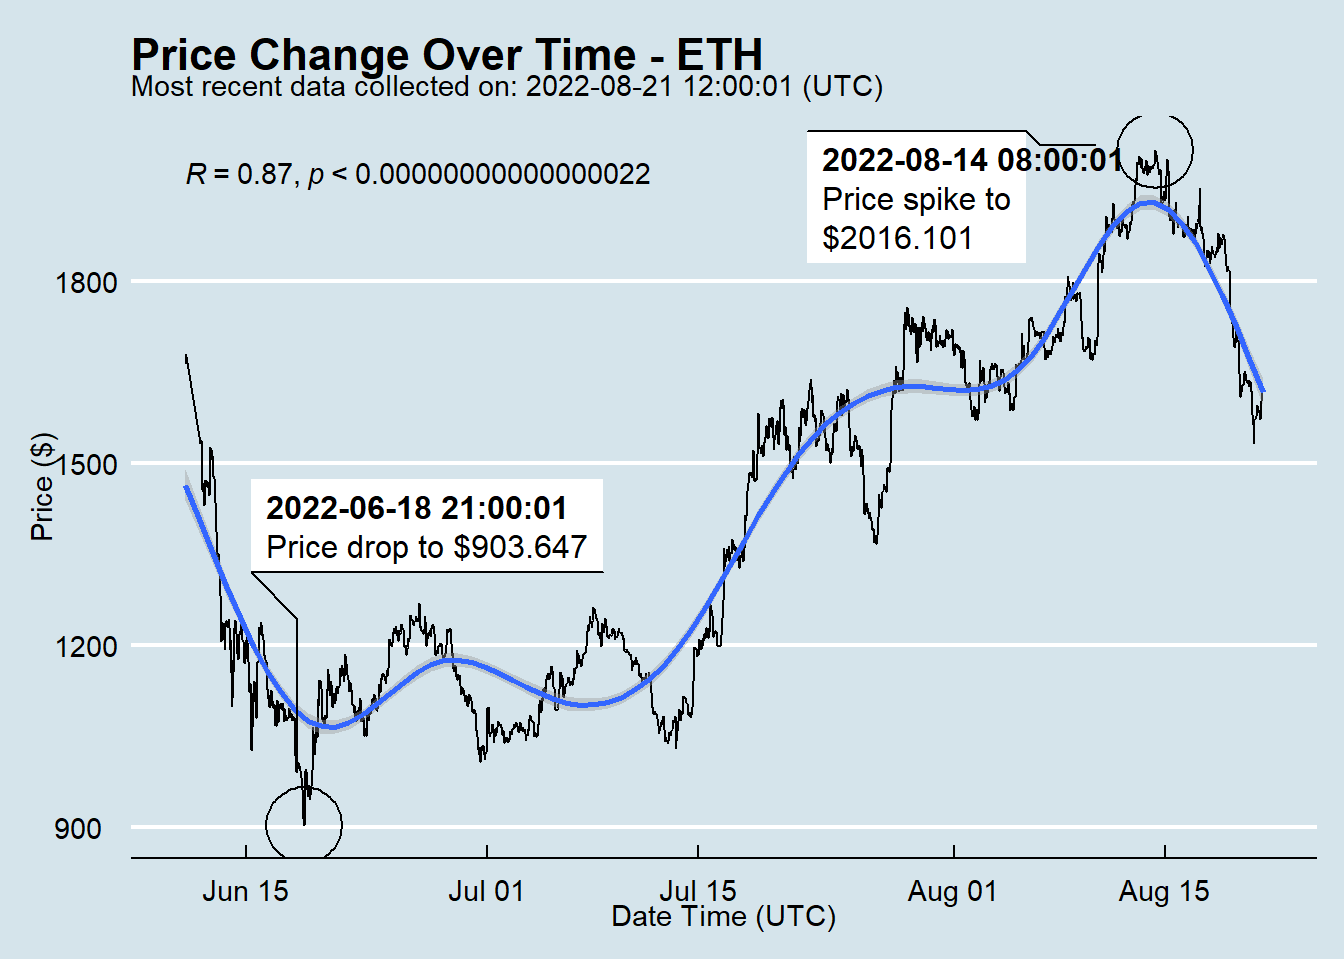 Price Change Over Time - ETH
Most recent data collected on: 2022-08-21 12:00:01 (UTC)
R = 0.87, p < 0.00000000000000022
2022-08-14 08:00:01
Price spike to
$2016.101
2022-06-18 21:00:01
Price drop to $903.647
Price ($)
1800
1500
1200
900
Jun 15 Jul 01 Jul 15 Aug 01 Aug 15
Date Time (UTC)